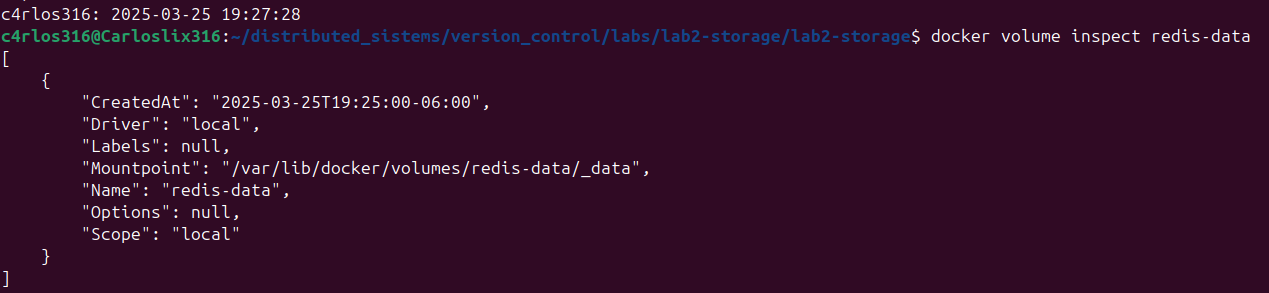 c4rlos316: 2025-03-25 19:27:28
c4rlos316@Carloslix316:~/distributed_sistems/version_control/labs/lab2-storage/lab2-storage$ docker volume inspect redis-data
[
    {
        "CreatedAt": "2025-03-25T19:25:00-06:00",
        "Driver": "local",
        "Labels": null,
        "Mountpoint": "/var/lib/docker/volumes/redis-data/_data",
        "Name": "redis-data",
        "Options": null,
        "Scope": "local"
    }
]